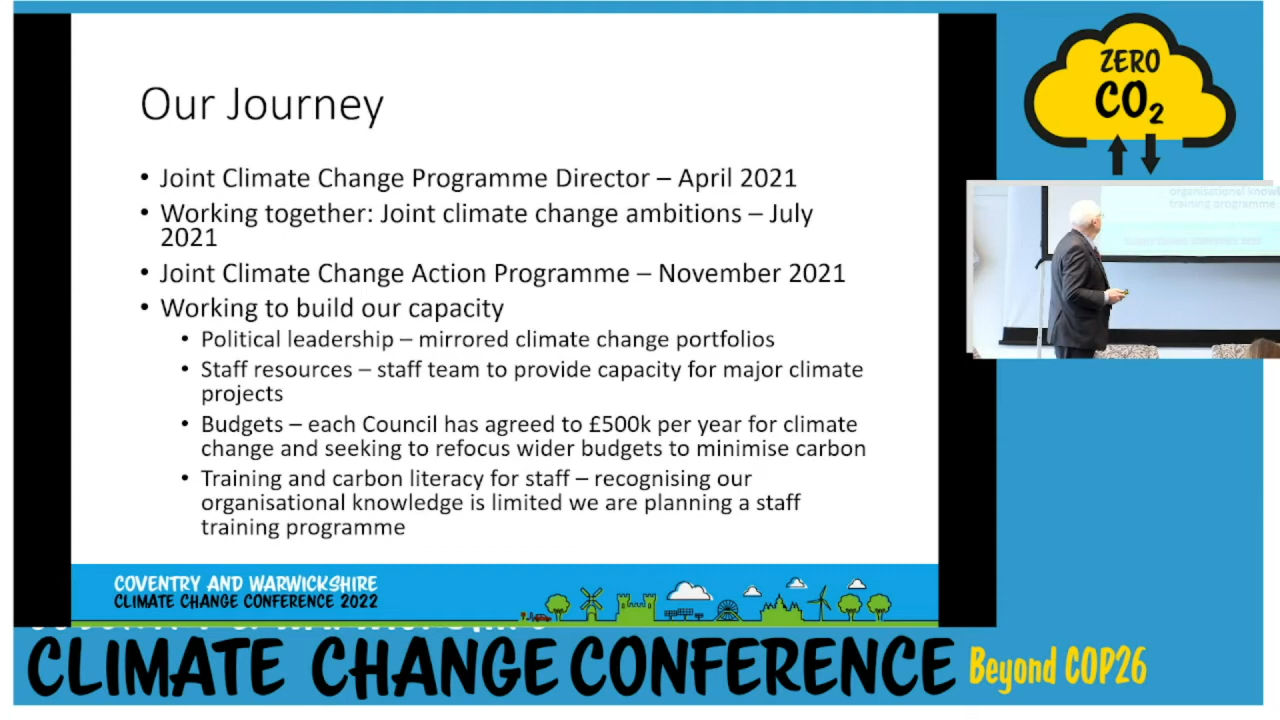 Our Journey
• Joint Climate Change Programme Director – April 2021
• Working together: Joint climate change ambitions – July
2021
• Joint Climate Change Action Programme – November 2021
• Working to build our capacity
• Political leadership – mirrored climate change portfolios
• Staff resources – staff team to provide capacity for major climate
projects
• Budgets – each Council has agreed to £500k per year for climate
change and seeking to refocus wider budgets to minimise carbon
• Training and carbon literacy for staff – recognising our
organisational knowledge is limited we are planning a staff
training programme
COVENTRY AND WARWICKSHIRE
CLIMATE CHANGE CONFERENCE 2022
ZERO
CO₂
organisational
training programme
CLIMATE CHANGE CONFERENCE Beyond COP26